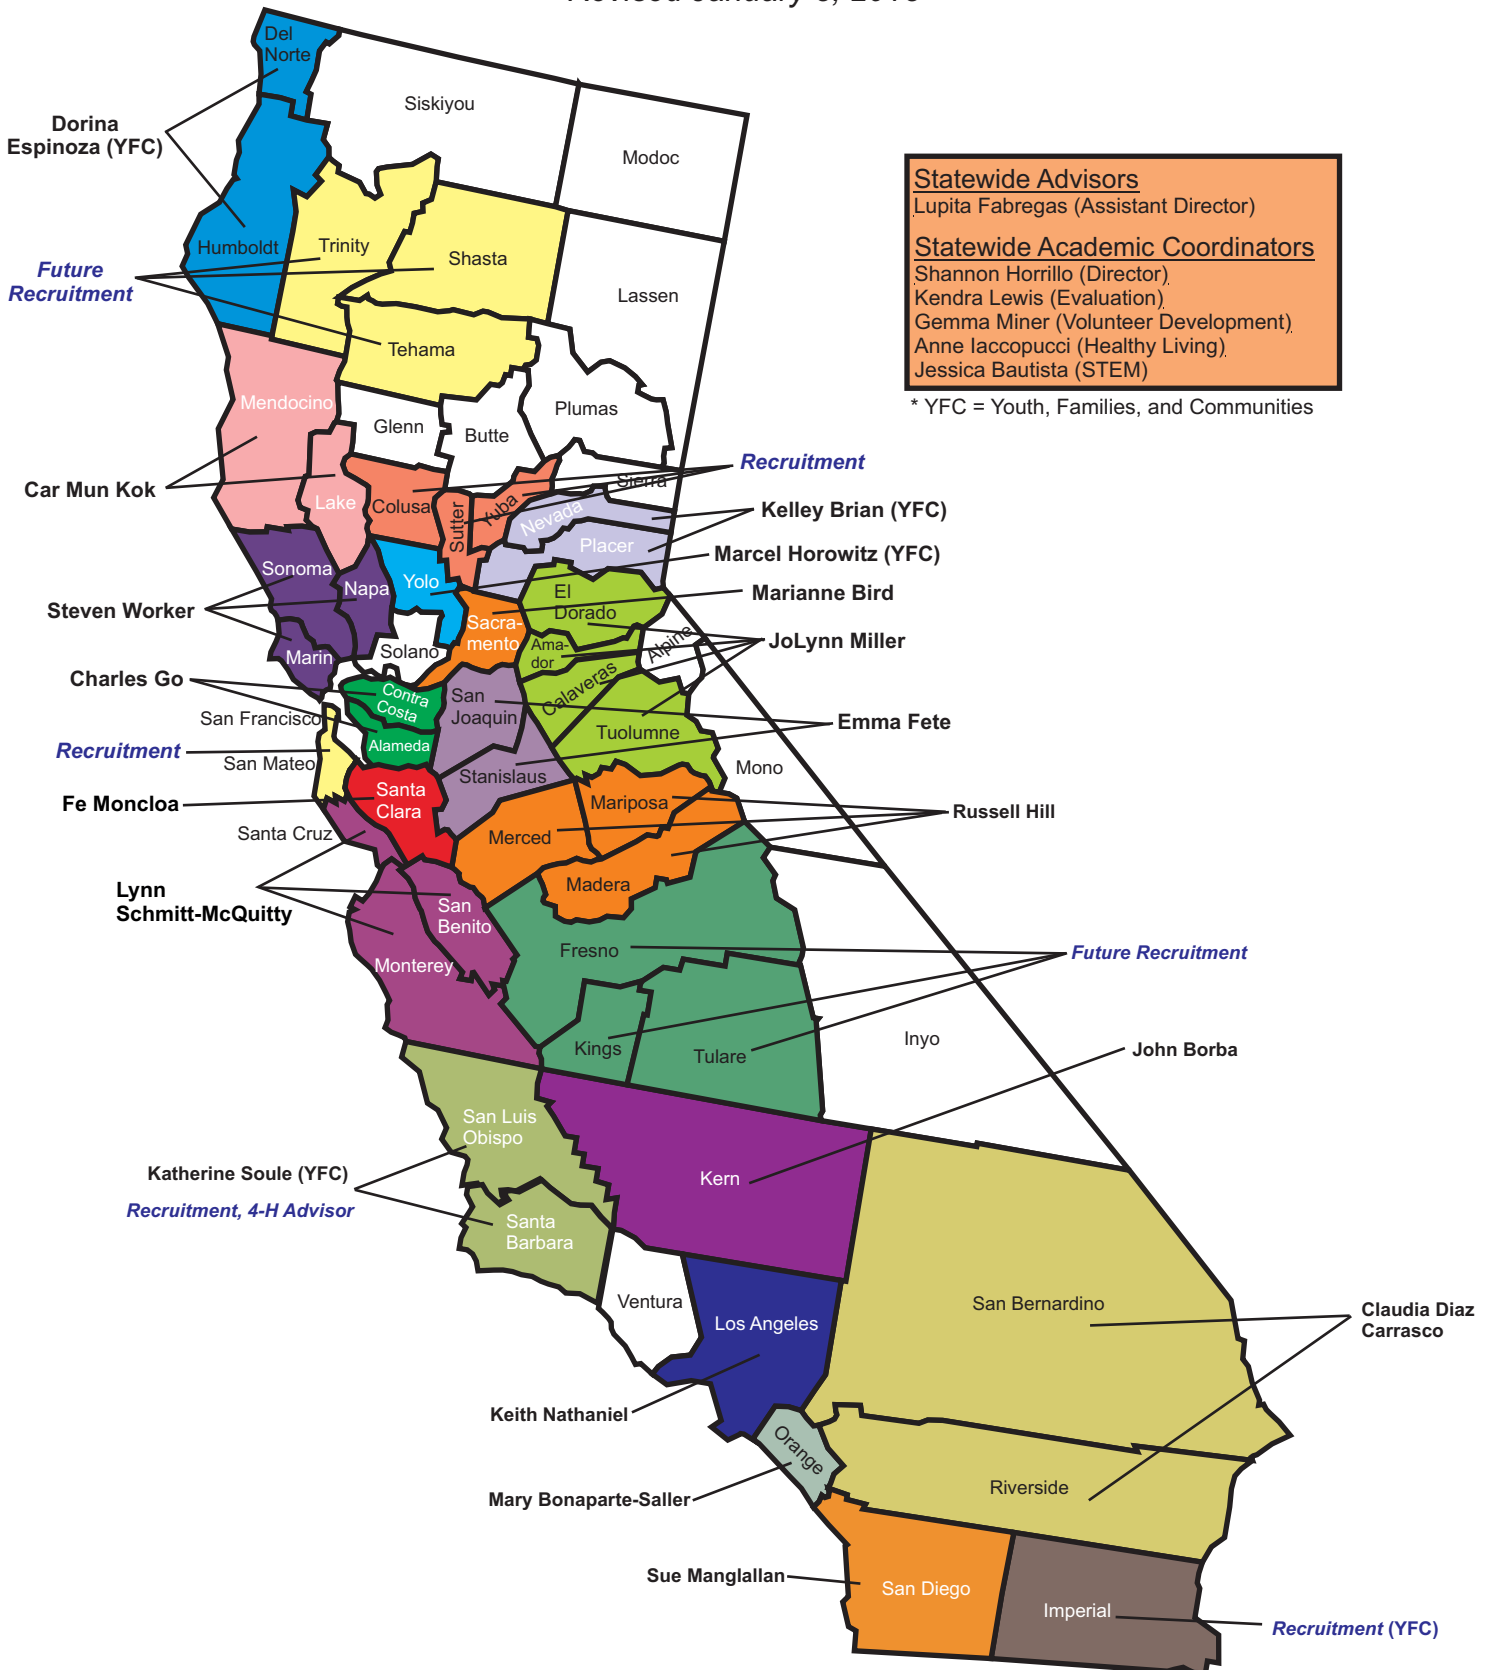 Del
Norte
Siskiyou
Modoc
Dorina
Espinoza (YFC)
Humboldt
Trinity
Shasta
Lassen
Future
Recruitment
Tehama
Statewide Advisors
Lupita Fabregas (Assistant Director)
Statewide Academic Coordinators
Shannon Horrillo (Director)
Kendra Lewis (Evaluation)
Gemma Miner (Volunteer Development)
Anne Iaccopucci (Healthy Living)
Jessica Bautista (STEM)
* YFC = Youth, Families, and Communities
Mendocino
Glenn
Butte
Plumas
Car Mun Kok
Lake
Colusa
Sutter
Yuba
Sierra
Recruitment
Nevada
Placer
Kelley Brian (YFC)
Marcel Horowitz (YFC)
Sonoma
Napa
Yolo
El
Dorado
Marianne Bird
Steven Worker
Marin
Solano
Sacra-
mento
Ama-
dor
Alpine
JoLynn Miller
Charles Go
Contra
Costa
San
Joaquin
Calaveras
Tuolumne
Emma Fete
San Francisco
Alameda
Recruitment
San Mateo
Stanislaus
Mono
Fe Moncloa
Santa
Clara
Mariposa
Merced
Russell Hill
Santa Cruz
Madera
Lynn
Schmitt-McQuitty
San
Benito
Monterey
Fresno
Future Recruitment
Kings
Tulare
Inyo
John Borba
San Luis
Obispo
Kern
Katherine Soule (YFC)
Recruitment, 4-H Advisor
Santa
Barbara
Ventura
Los Angeles
San Bernardino
Claudia Diaz
Carrasco
Keith Nathaniel
Orange
Mary Bonaparte-Saller
Riverside
Sue Manglallan
San Diego
Imperial
Recruitment (YFC)